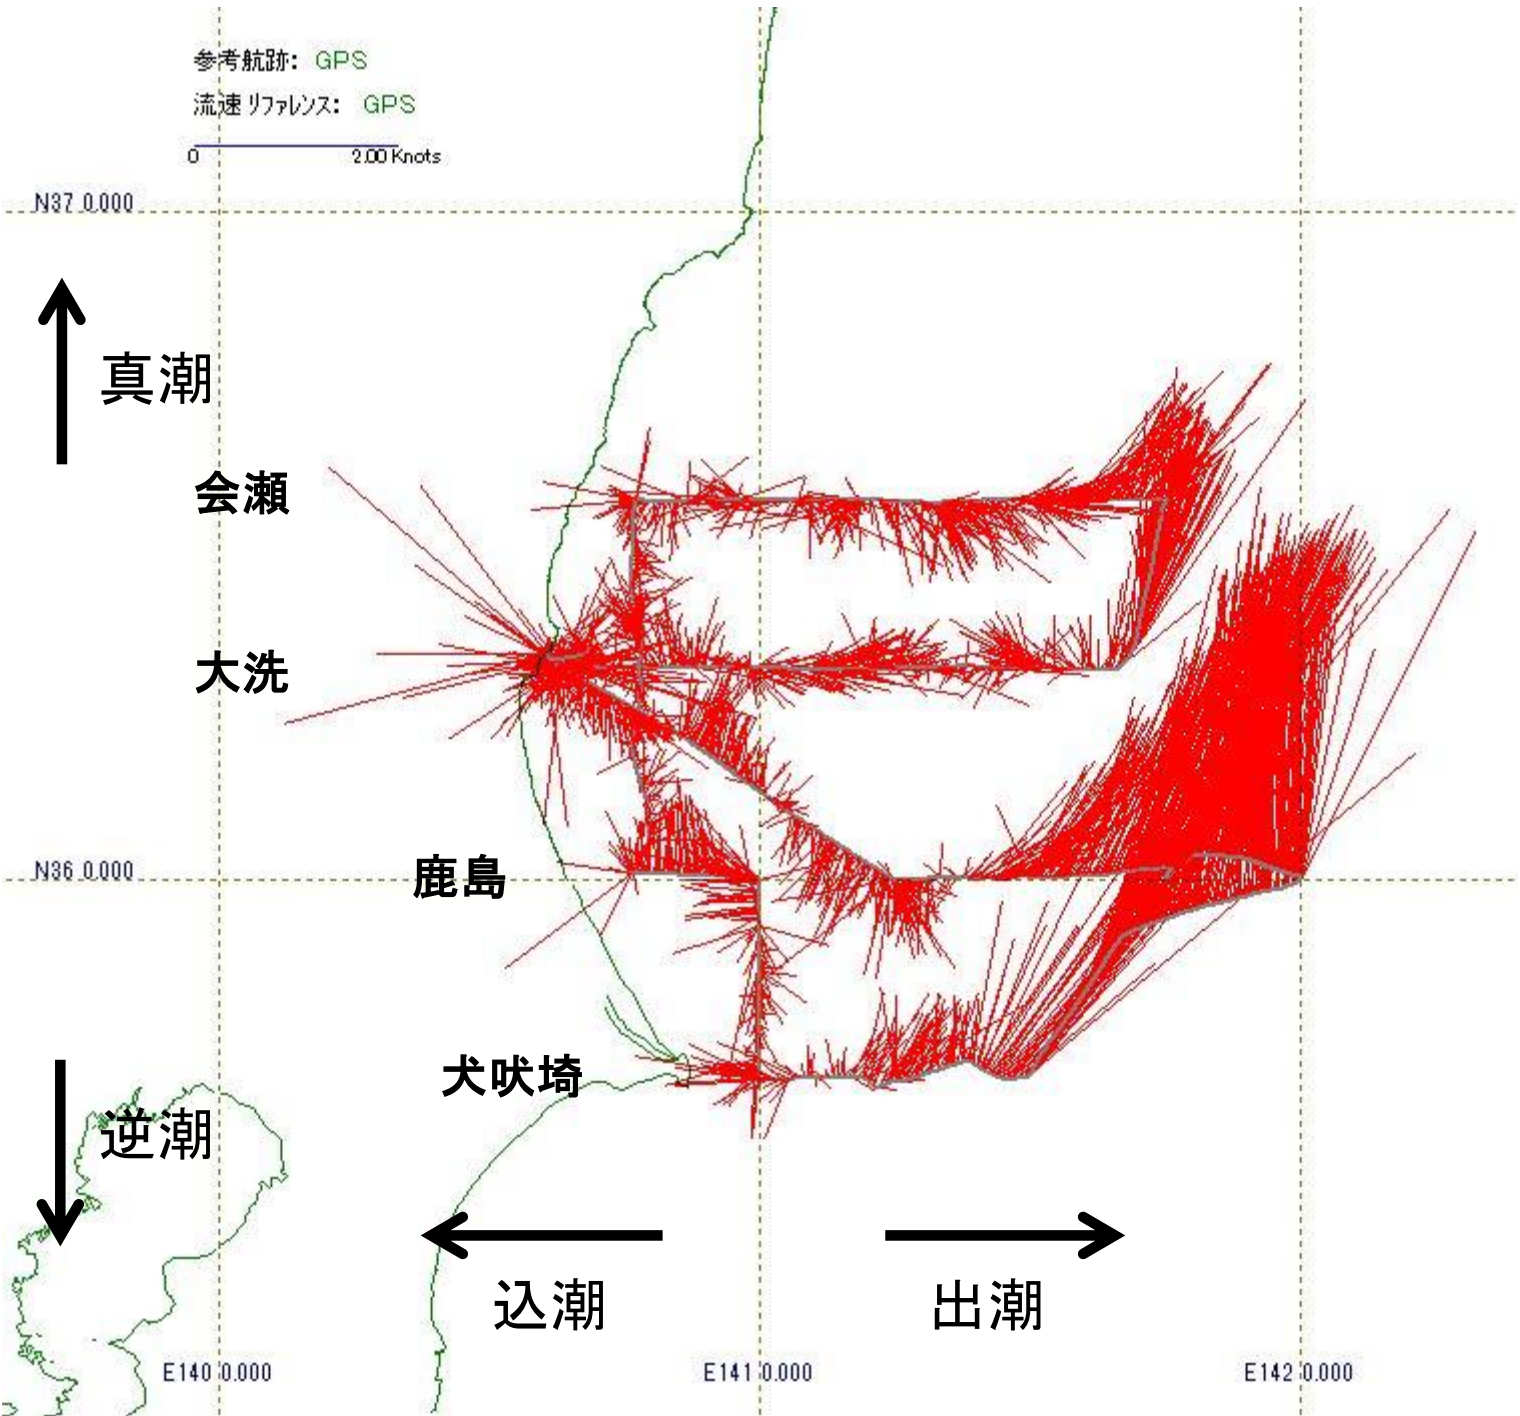 参考航跡: GPS
流速リファレンス: GPS
0 2.00 Knots
N37 0.000
真潮
会瀬
大洗
N36 0.000
鹿島
犬吠埼
逆潮
込潮
出潮
E140 0.000
E141 0.000
E142 0.000